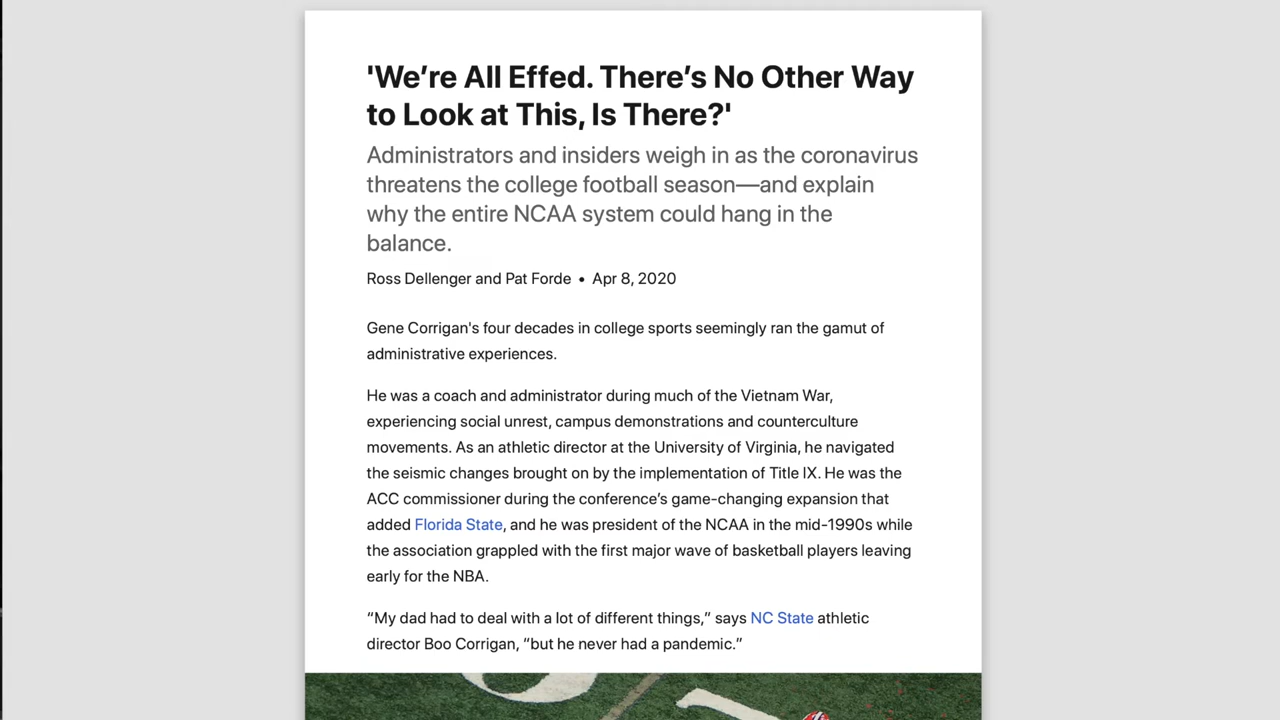 'We’re All Effed. There’s No Other Way
to Look at This, Is There?'
Administrators and insiders weigh in as the coronavirus
threatens the college football season—and explain
why the entire NCAA system could hang in the
balance.
Ross Dellenger and Pat Forde • Apr 8, 2020
Gene Corrigan's four decades in college sports seemingly ran the gamut of
administrative experiences.
He was a coach and administrator during much of the Vietnam War,
experiencing social unrest, campus demonstrations and counterculture
movements. As an athletic director at the University of Virginia, he navigated
the seismic changes brought on by the implementation of Title IX. He was the
ACC commissioner during the conference’s game-changing expansion that
added Florida State, and he was president of the NCAA in the mid-1990s while
the association grappled with the first major wave of basketball players leaving
early for the NBA.
“My dad had to deal with a lot of different things,” says NC State athletic
director Boo Corrigan, “but he never had a pandemic.”